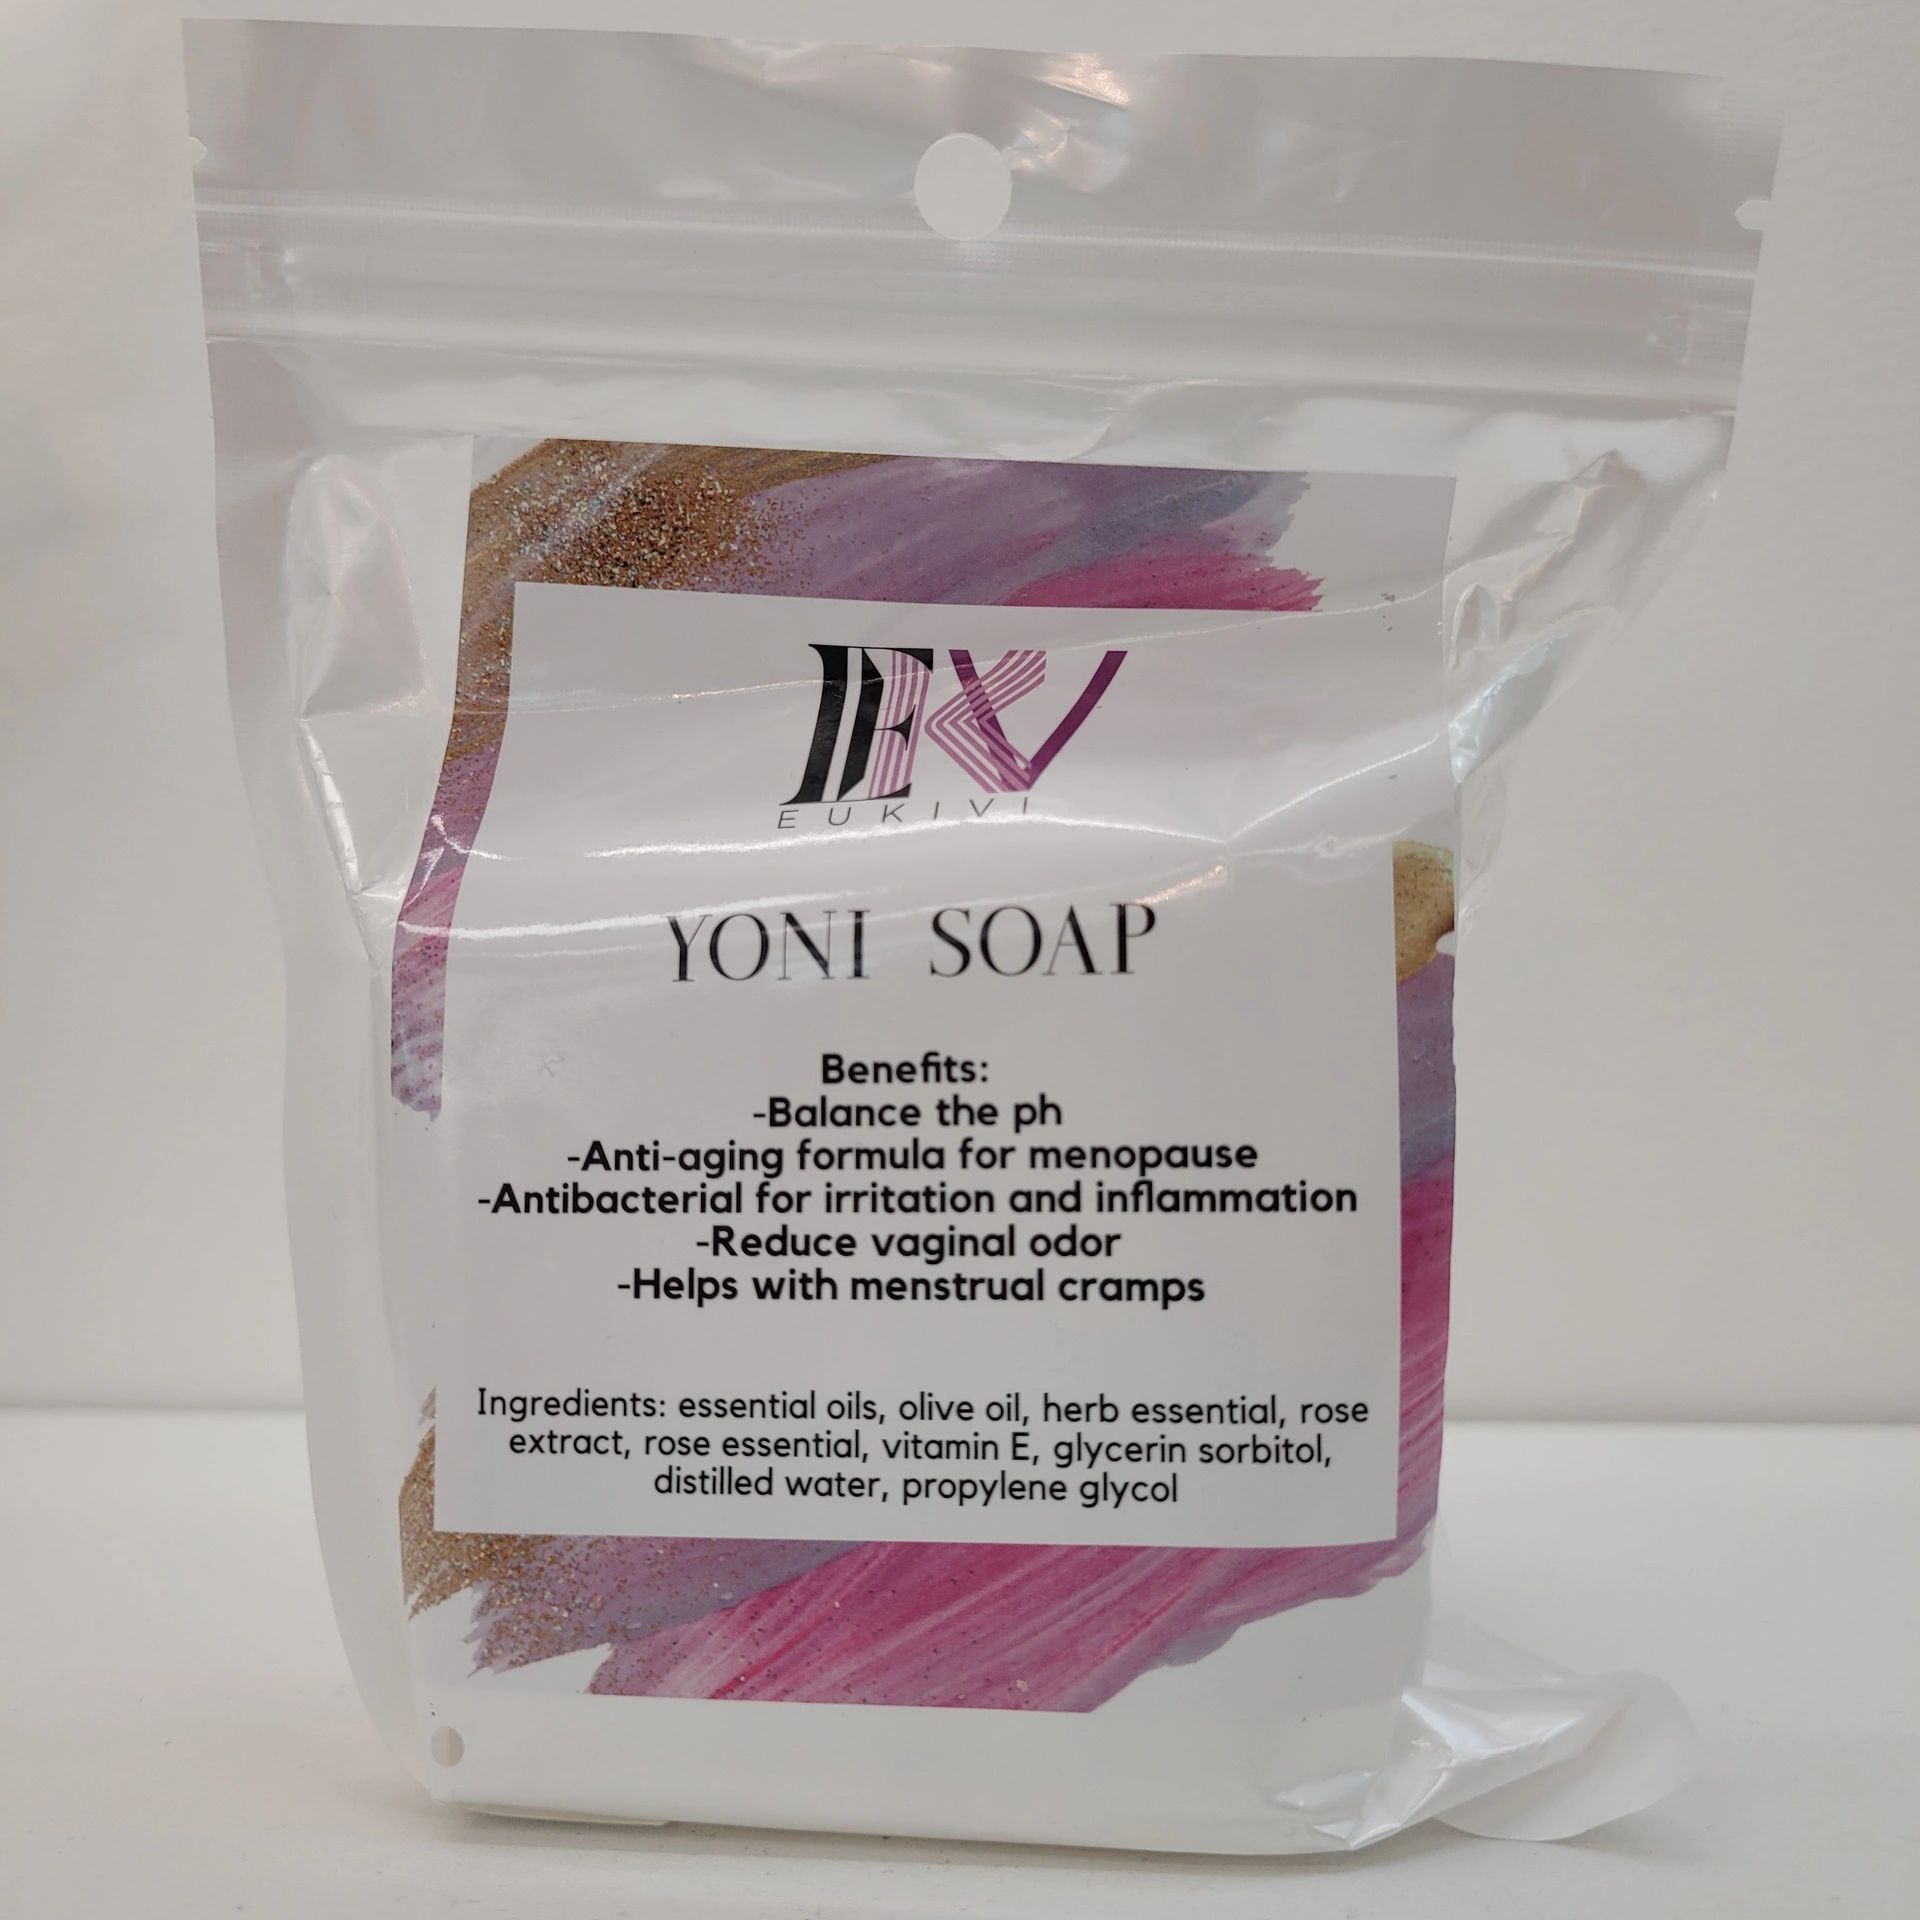 EKV
EUKIVI
YONI SOAP
Benefits:
-Balance the ph
-Anti-aging formula for menopause
-Antibacterial for irritation and inflammation
-Reduce vaginal odor
-Helps with menstrual cramps
Ingredients: essential oils, olive oil, herb essential, rose
extract, rose essential, vitamin E, glycerin sorbitol,
distilled water, propylene glycol